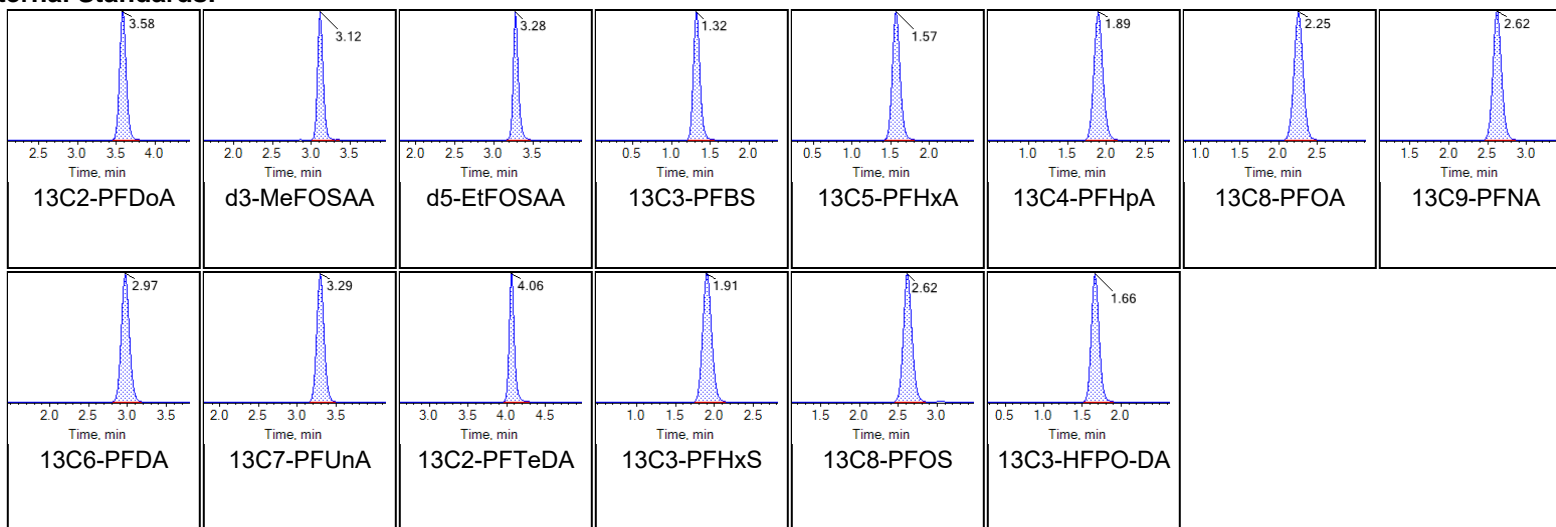 ternal Standards:
3.58
2.5 3.0 3.5 4.0
Time, min
13C2-PFDoA
3.12
2.0 2.5 3.0 3.5
Time, min
d3-MeFOSAA
3.28
2.0 2.5 3.0 3.5
Time, min
d5-EtFOSAA
1.32
0.5 1.0 1.5 2.0
Time, min
13C3-PFBS
1.57
0.5 1.0 1.5 2.0
Time, min
13C5-PFHxA
1.89
1.0 1.5 2.0 2.5
Time, min
13C4-PFHpA
2.25
1.0 1.5 2.0 2.5
Time, min
13C8-PFOA
2.62
1.5 2.0 2.5 3.0
Time, min
13C9-PFNA
2.97
2.0 2.5 3.0 3.5
Time, min
13C6-PFDA
3.29
2.0 2.5 3.0 3.5
Time, min
13C7-PFUnA
4.06
3.0 3.5 4.0 4.5
Time, min
13C2-PFTeDA
1.91
1.0 1.5 2.0 2.5
Time, min
13C3-PFHxS
2.62
1.5 2.0 2.5 3.0
Time, min
13C8-PFOS
1.66
0.5 1.0 1.5 2.0
Time, min
13C3-HFPO-DA